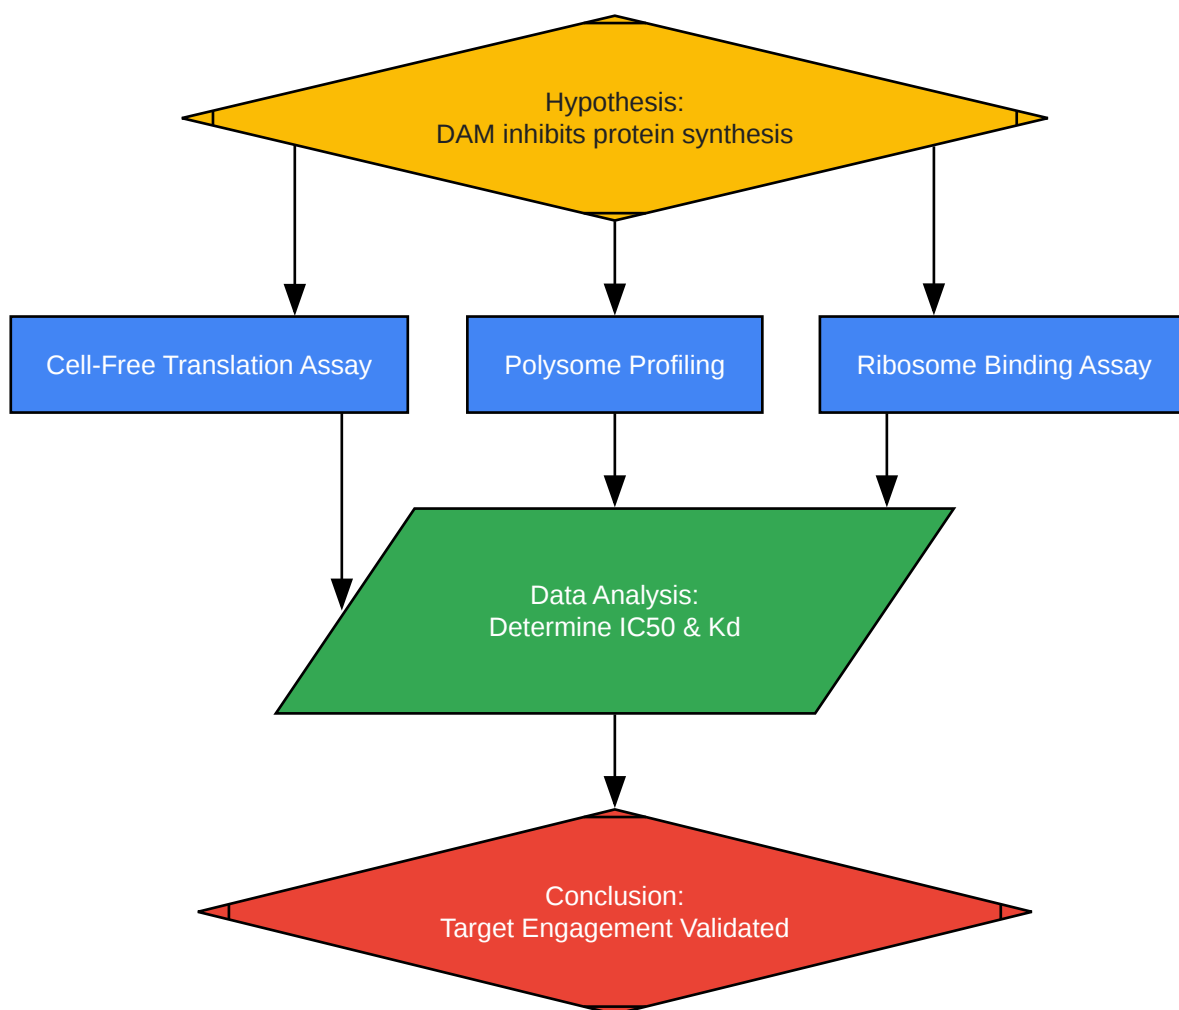 Hypothesis:
DAM inhibits protein synthesis
Cell-Free Translation Assay
Polysome Profiling
Ribosome Binding Assay
Data Analysis:
Determine IC50 & Kd
Conclusion:
Target Engagement Validated